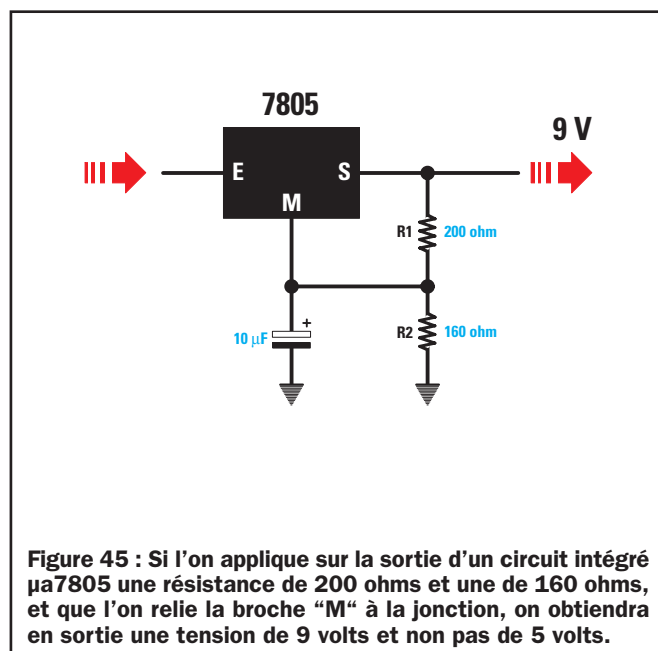 7805
9 V
E
S
M
R1 200 ohm
+
10 µF
R2 160 ohm
Figure 45 : Si l’on applique sur la sortie d’un circuit intégré
µa7805 une résistance de 200 ohms et une de 160 ohms,
et que l’on relie la broche “M“ à la jonction, on obtiendra
en sortie une tension de 9 volts et non pas de 5 volts.